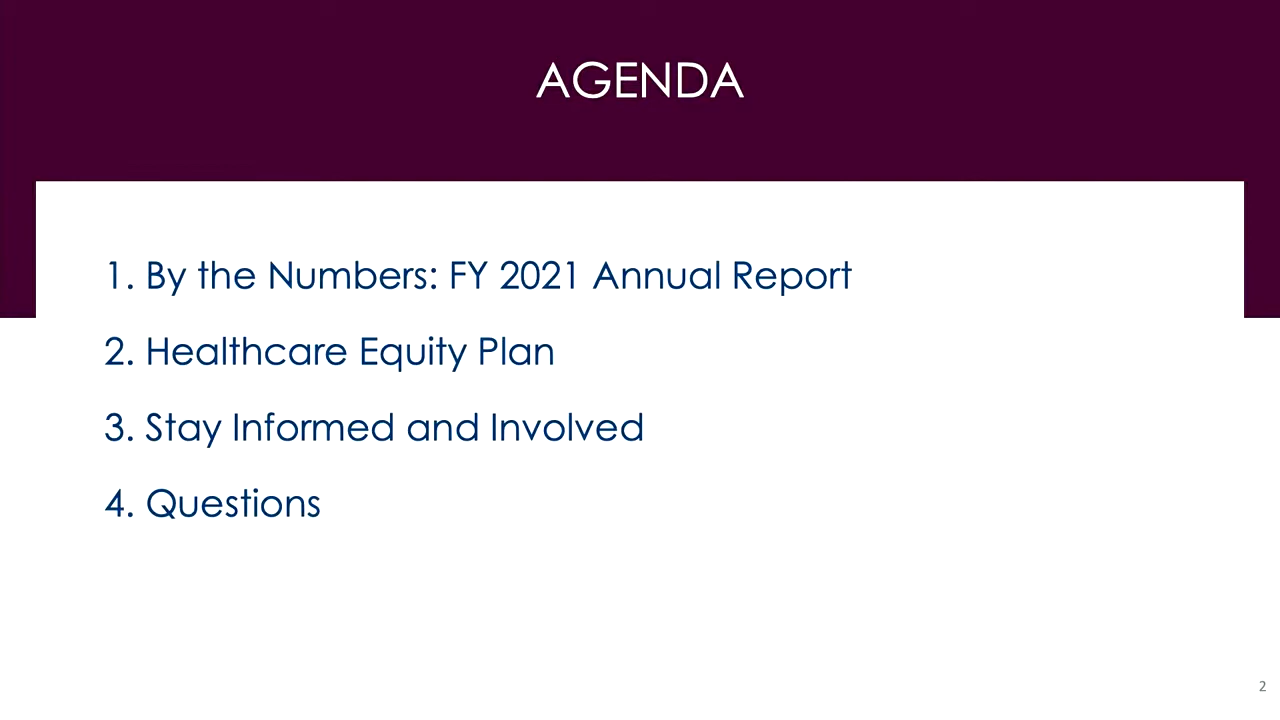 AGENDA
1. By the Numbers: FY 2021 Annual Report
2. Healthcare Equity Plan
3. Stay Informed and Involved
4. Questions
2